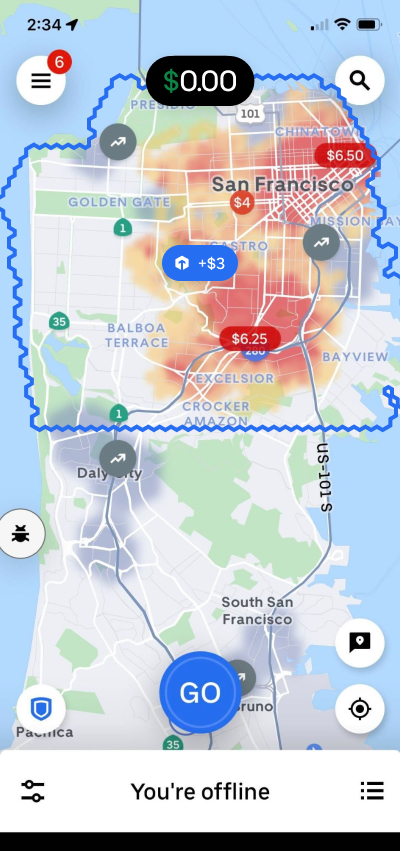 2:34
6
$0.00
PRESIDIO
101
CHINATOWN
$6.50
San Francisco
GOLDEN GATE
$4
MISSION BAY
1
CASTRO
+$3
35
BALBOA
TERRACE
$6.25
280
BAYVIEW
EXCELSIOR
CROCKER
AMAZON
1
US-101 S
Daly City
South San
Francisco
GO
Bruno
Pacifica
35
You're offline